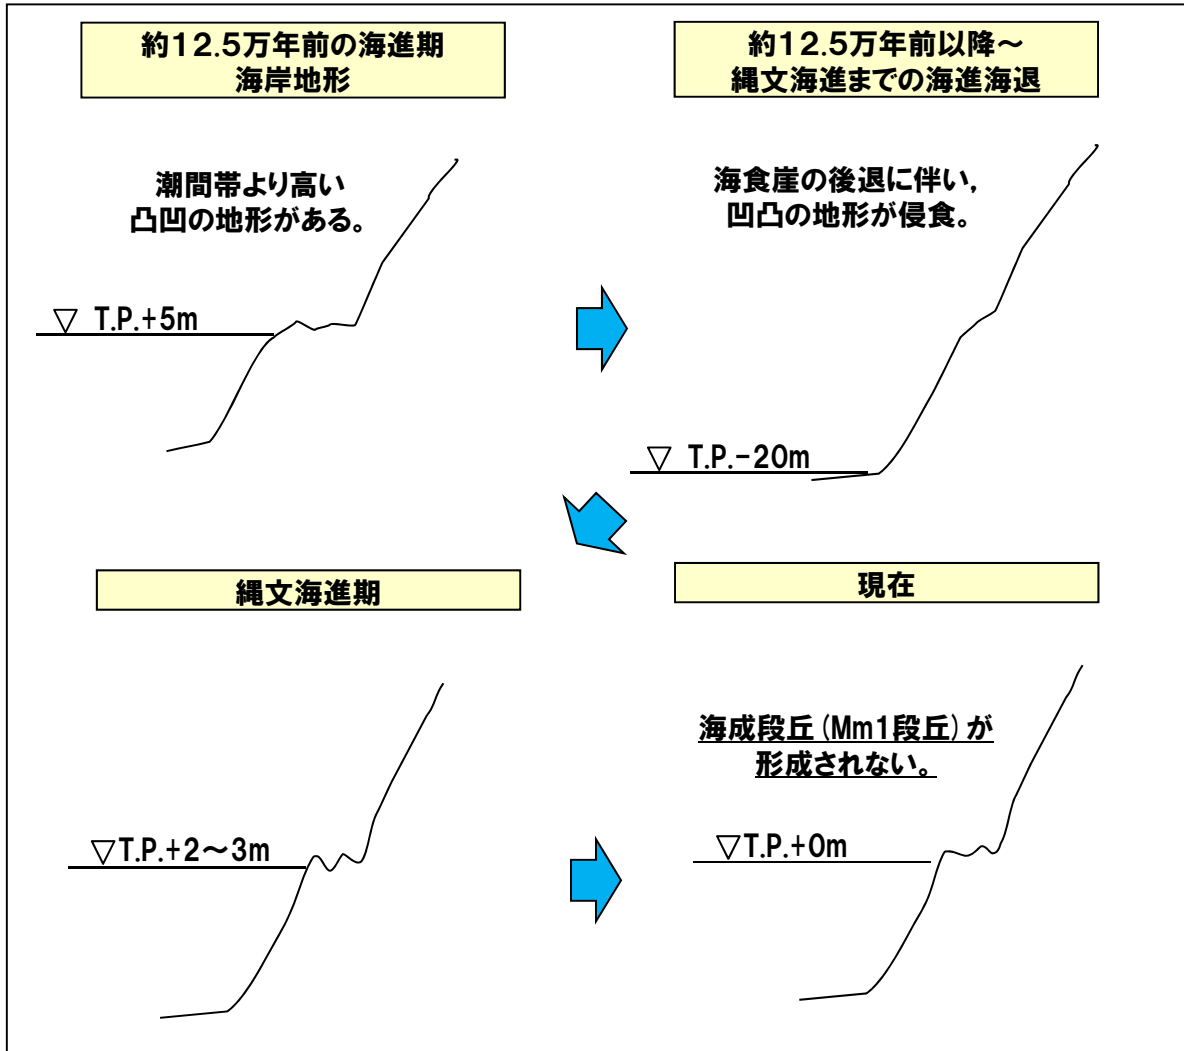 約12.5万年前の海進期
海岸地形
潮間帯より高い
凸凹の地形がある。
▽ T.P.+5m
約12.5万年前以降～
縄文海進までの海進海退
海食崖の後退に伴い，
凹凸の地形が侵食。
▽ T.P.-20m
縄文海進期
▽T.P.+2～3m
現在
海成段丘（Mm1段丘）が
形成されない。
▽T.P.+0m